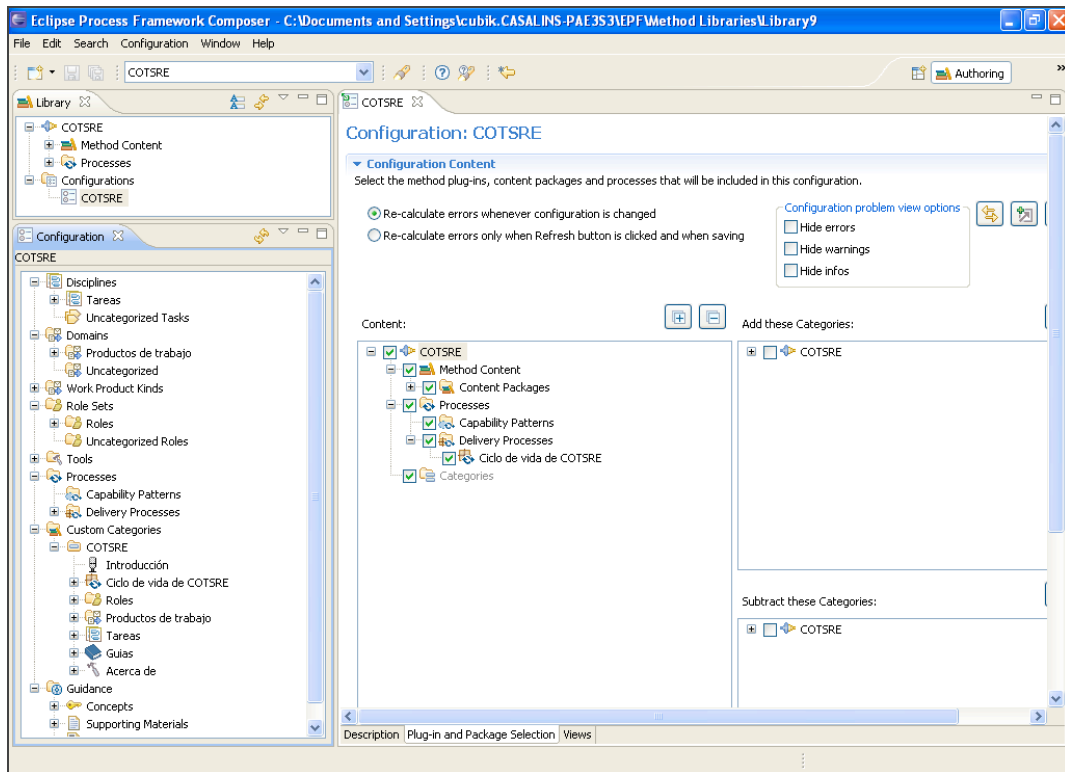 Eclipse Process Framework Composer - C:\Documents and Settings\cubik.CASALINS-PAE3S3\EPF\Method Libraries\Library9
File Edit Search Configuration Window Help
COTSRE
Authoring
»
Library
COTSRE
Method Content
Processes
Configurations
COTSRE
Configuration
COTSRE
Disciplines
Tareas
Uncategorized Tasks
Domains
Productos de trabajo
Uncategorized
Work Product Kinds
Role Sets
Roles
Uncategorized Roles
Tools
Processes
Capability Patterns
Delivery Processes
Custom Categories
COTSRE
Introducción
Ciclo de vida de COTSRE
Roles
Productos de trabajo
Tareas
Guias
Acerca de
Guidance
Concepts
Supporting Materials
COTSRE
Configuration: COTSRE
Configuration Content
Select the method plug-ins, content packages and processes that will be included in this configuration.
Re-calculate errors whenever configuration is changed
Re-calculate errors only when Refresh button is clicked and when saving
Configuration problem view options
Hide errors
Hide warnings
Hide infos
Content:
COTSRE
Method Content
Content Packages
Processes
Capability Patterns
Delivery Processes
Ciclo de vida de COTSRE
Categories
Add these Categories:
COTSRE
Subtract these Categories:
COTSRE
Description Plug-in and Package Selection Views